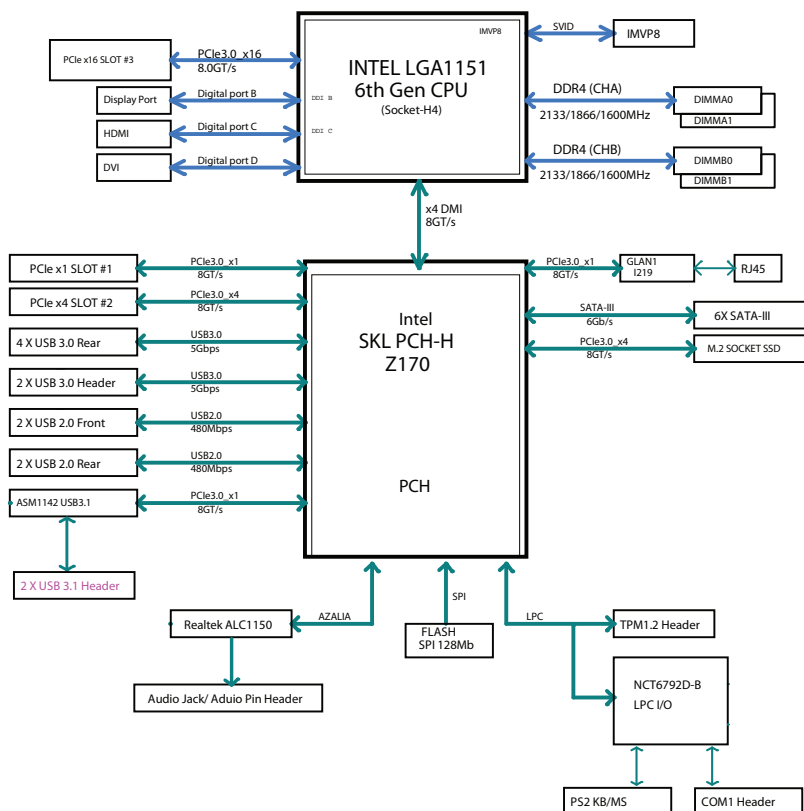 IMVP8
SVID
IMVP8
PCIe x16 SLOT #3
PCIe3.0_x16
8.0GT/s
INTEL LGA1151
6th Gen CPU
(Socket-H4)
Display Port
Digital port B
DDI B
HDMI
Digital port C
DDI C
DVI
Digital port D
DDR4 (CHA)
2133/1866/1600MHz
DIMMA0
DIMMA1
DDR4 (CHB)
2133/1866/1600MHz
DIMMB0
DIMMB1
x4 DMI
8GT/s
PCIe x1 SLOT #1
PCIe3.0_x1
8GT/s
PCIe x4 SLOT #2
PCIe3.0_x4
8GT/s
4 X USB 3.0 Rear
USB3.0
5Gbps
2 X USB 3.0 Header
USB3.0
5Gbps
2 X USB 2.0 Front
USB2.0
480Mbps
2 X USB 2.0 Rear
USB2.0
480Mbps
ASM1142 USB3.1
PCIe3.0_x1
8GT/s
2 X USB 3.1 Header
Intel
SKL PCH-H
Z170
PCH
PCIe3.0_x1
8GT/s
GLAN1
I219
RJ45
SATA-III
6Gb/s
6X SATA-III
PCIe3.0_x4
8GT/s
M.2 SOCKET SSD
Realtek ALC1150
AZALIA
Audio Jack/ Aduio Pin Header
SPI
FLASH
SPI 128Mb
LPC
TPM1.2 Header
NCT6792D-B
LPC I/O
PS2 KB/MS
COM1 Header